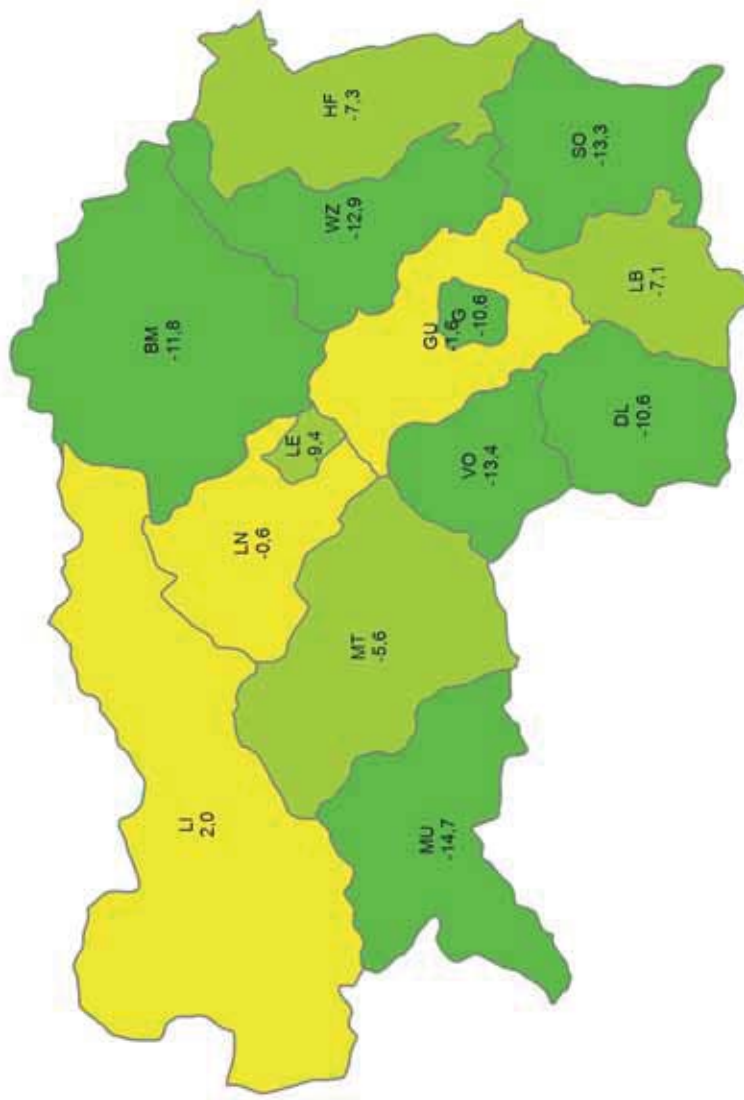 BM
-11,8
LI
2,0
LN
-0,6
LE
9,4
HF
-7,3
WZ
-12,9
MT
-5,6
MU
-14,7
GU
-1,6
G
-10,6
VO
-13,4
SO
-13,3
DL
-10,6
LB
-7,1